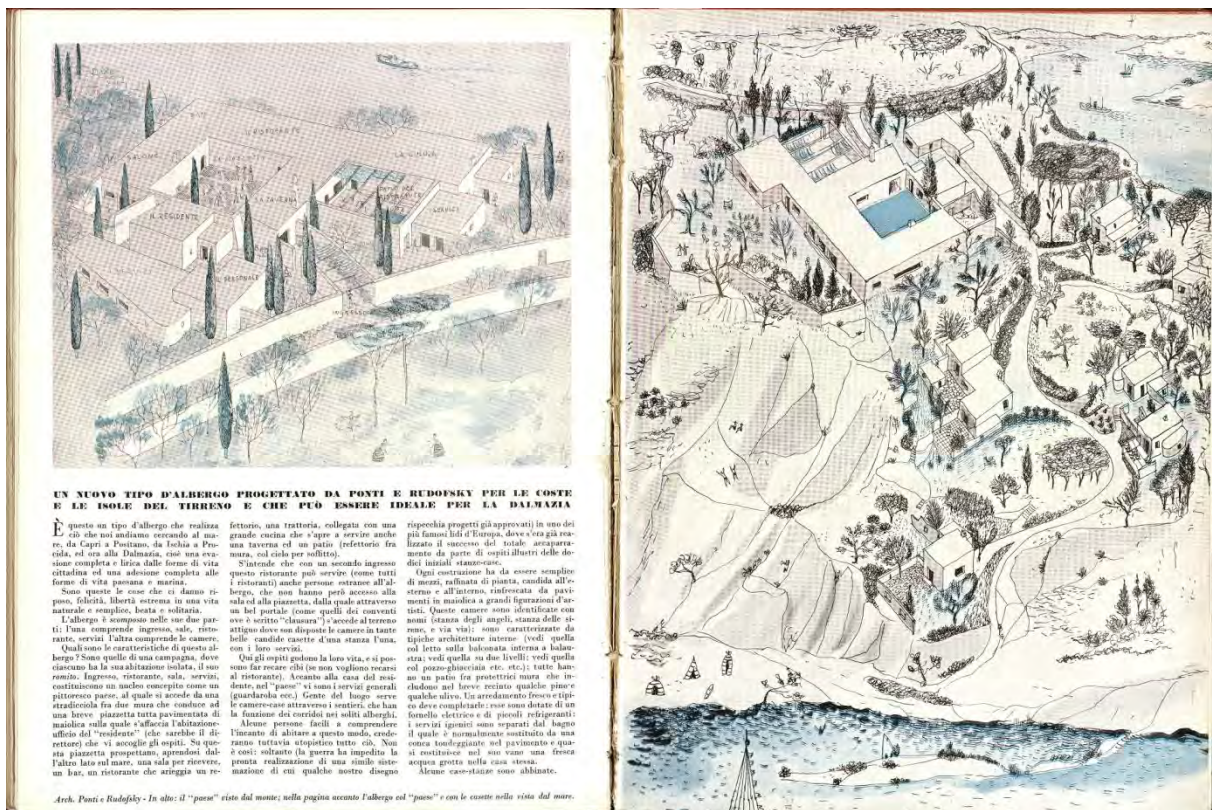 IL RISTORANTE
SALONE
LA CUCINA
LA TAVERNA
IL RESIDENTE
SERVIZI
IL PERSONALE
INGRESSO
UN NUOVO TIPO D'ALBERGO PROGETTATO DA PONTI E RUDOFSKY PER LE COSTE
E LE ISOLE DEL TIRRENO E CHE PUÒ ESSERE IDEALE PER LA DALMAZIA
È questo un tipo d'albergo che realizza
ciò che noi andiamo cercando al ma-
re, da Capri a Positano, da Ischia a Pro-
cida, ed ora alla Dalmazia, cioè una eva-
sione completa e lirica dalle forme di vita
cittadina ed una adesione completa alle
forme di vita paesana e marina.
Sono queste le cose che ci danno ri-
poso, felicità, libertà estrema in una vita
naturale e semplice, beata e solitaria.
L'albergo è scomposto nelle sue due par-
ti: l'una comprende ingresso, sale, risto-
rante, servizi l'altra comprende le camere.
Quali sono le caratteristiche di questo al-
bergo? Sono quelle di una campagna, dove
ciascuno ha la sua abitazione isolata, il suo
romito. Ingresso, ristorante, sala, servizi,
costituiscono un nucleo concepito come un
pittoresco paese, al quale si accede da una
stradicciola fra due mura che conduce ad
una breve piazzetta tutta pavimentata di
maiolica sulla quale s'affaccia l'abitazione-
ufficio del "residente" (che sarebbe il di-
rettore) che vi accoglie gli ospiti. Su que-
sta piazzetta prospettano, aprendosi dal-
l'altro lato sul mare, una sala per ricevere,
un bar, un ristorante che arieggia un re-
fettorio, una trattoria, collegata con una
grande cucina che s'apre a servire anche
una taverna ed un patio (refettorio fra
mura, col cielo per soffitto).
S'intende che con un secondo ingresso
questo ristorante può servire (come tutti
i ristoranti) anche persone estranee all'al-
bergo, che non hanno però accesso alla
sala ed alla piazzetta, dalla quale attraverso
un bel portale (come quelli dei conventi
ove è scritto "clausura") s'accede al terreno
attiguo dove son disposte le camere in tante
belle candide casette d'una stanza l'una,
con i loro servizi.
Qui gli ospiti godono la loro vita, e si pos-
sono far recare cibi (se non vogliono recarsi
al ristorante). Accanto alla casa del resi-
dente, nel "paese" vi sono i servizi generali
(guardaroba ecc.) Gente del luogo serve
le camere-case attraverso i sentieri, che han
la funzione dei corridoi nei soliti alberghi.
Alcune persone facili a comprendere
l'incanto di abitare a questo modo, crede-
ranno tuttavia utopistico tutto ciò. Non
è così: soltanto (la guerra ha impedito la
pronta realizzazione di una simile siste-
mazione di cui qualche nostro disegno
rispecchia progetti già approvati) in uno dei
più famosi lidi d'Europa, dove s'era già rea-
lizzato il successo del totale accaparra-
mento da parte di ospiti illustri delle do-
dici iniziali stanze-case.
Ogni costruzione ha da essere semplice
di mezzi, raffinata di pianta, candida all'e-
sterno e all'interno, rinfrescata da pavi-
menti in maiolica a grandi figurazioni d'ar-
tisti. Queste camere sono identificate con
nomi (stanza degli angeli, stanza delle si-
rene, e via via): sono caratterizzate da
tipiche architetture interne (vedi quella
col letto sulla balconata interna a balau-
stra; vedi quella su due livelli; vedi quella
col pozzo-ghiacciaia etc. etc.); tutte han-
no un patio fra protettrici mura che in-
cludono nel breve recinto qualche pino e
qualche ulivo. Un arredamento fresco e tipi-
co deve completarle; esse sono dotate di un
fornello elettrico e di piccoli refrigeranti;
i servizi igienici sono separati dal bagno
il quale è normalmente sostituito da una
conca tondeggiante nel pavimento e qua-
si restituisce nel suo vano una fresca
acquea grotta nella casa stessa.
Alcune case-stanze sono abbinate.
Arch. Ponti e Rudofsky - In alto: il "paese" visto dal monte; nella pagina accanto l'albergo col "paese" e con le casette nella vista dal mare.